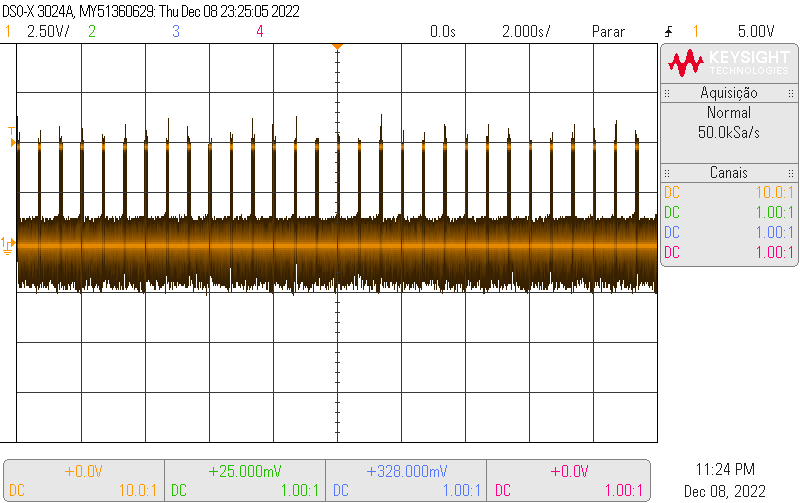 DSO-X 3024A, MY51360629: Thu Dec 08 23:25:05 2022
1 2.50V/ 2 3 4 0.0s 2.000s/ Parar 1 5.00V
KEYSIGHT
TECHNOLOGIES
Aquisição
Normal
50.0kSa/s
Canais
DC 10.0:1
DC 1.00:1
DC 1.00:1
DC 1.00:1
T
1
+0.0V +25.000mV +328.000mV +0.0V
DC 10.0:1 DC 1.00:1 DC 1.00:1 DC 1.00:1
11:24 PM
Dec 08, 2022